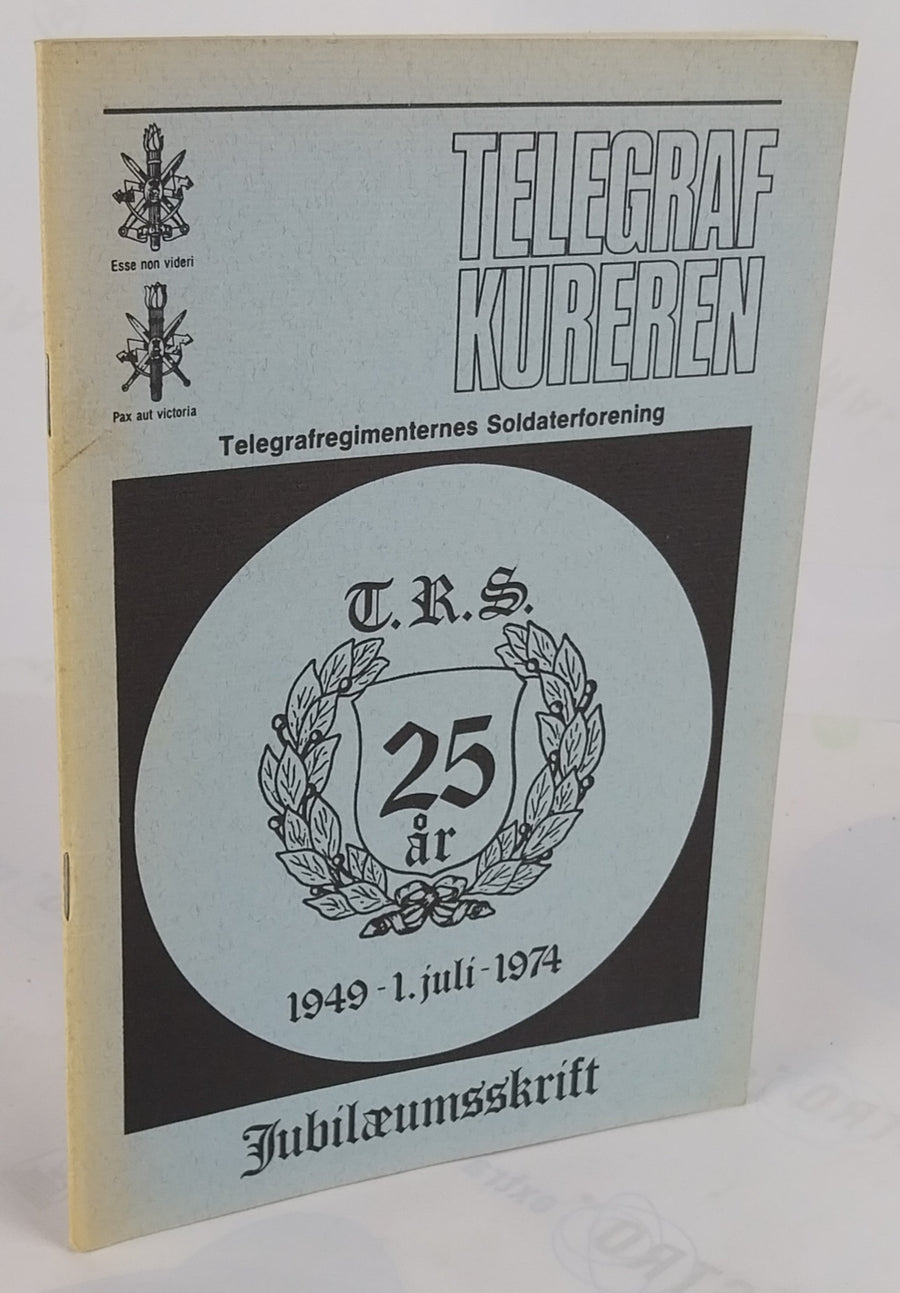 TELEGRAF
KUREREN
Esse non videri
Pax aut victoria
Telegrafregimenternes Soldaterforening
T.R.S.
25
år
1949 - 1. juli - 1974
Jubilæumsskrift